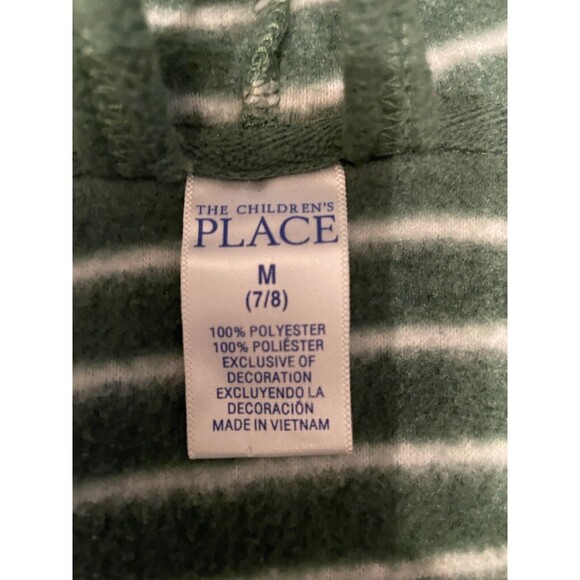 THE CHILDREN'S
PLACE
M
(7/8)
100% POLYESTER
100% POLIÉSTER
EXCLUSIVE OF
DECORATION
EXCLUYENDO LA
DECORACIÓN
MADE IN VIETNAM